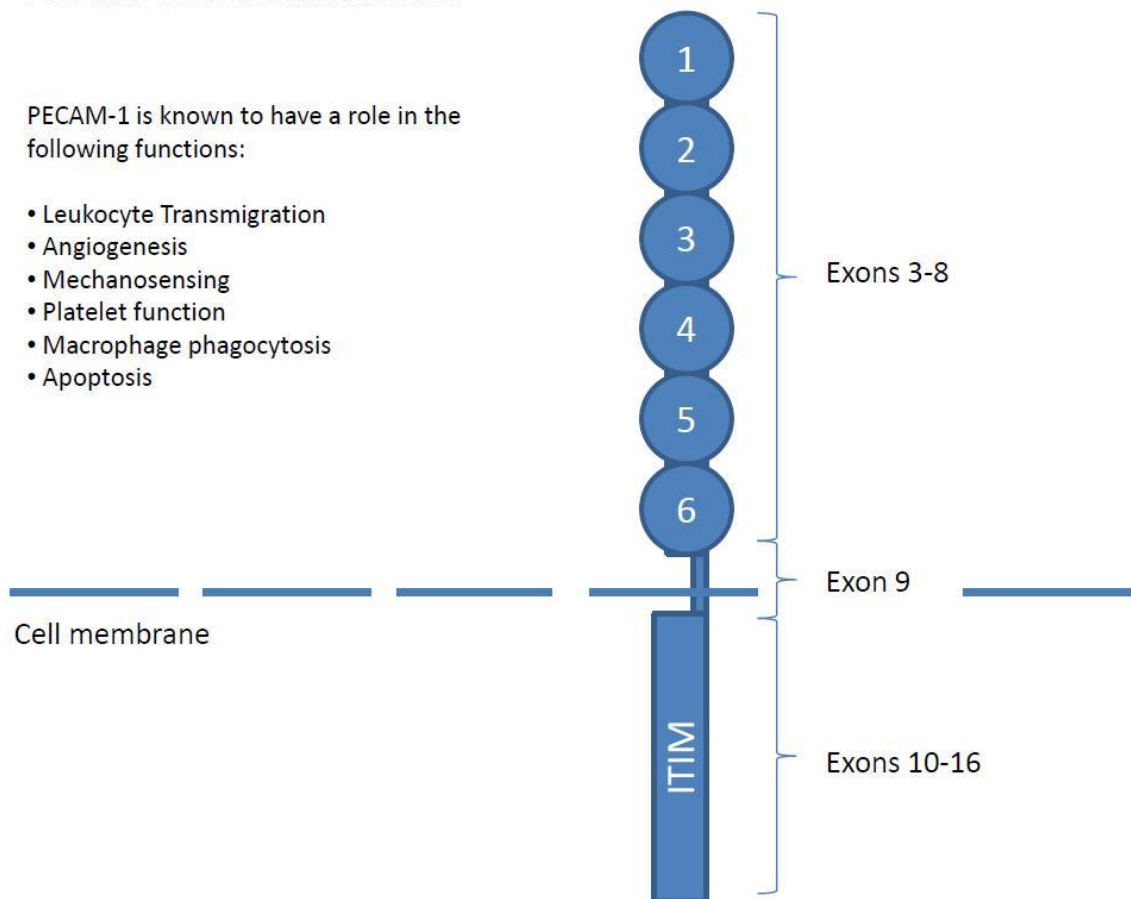 PECAM-1 is known to have a role in the
following functions:
• Leukocyte Transmigration
• Angiogenesis
• Mechanosensing
• Platelet function
• Macrophage phagocytosis
• Apoptosis
1
2
3
4
5
6
Exons 3-8
Exon 9
Cell membrane
ITIM
Exons 10-16